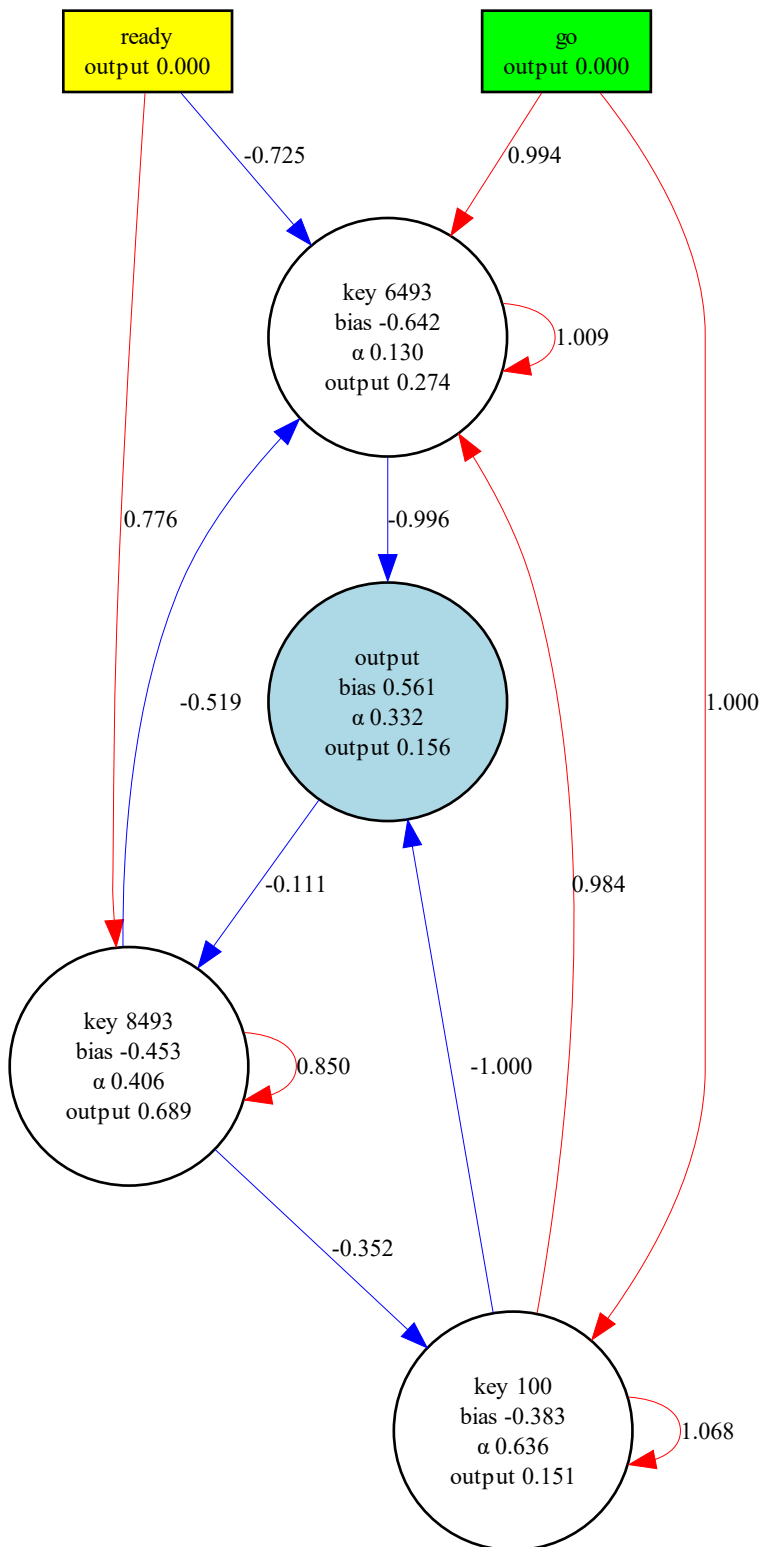 ready
output 0.000
go
output 0.000
-0.725
0.994
key 6493
bias -0.642
α 0.130
output 0.274
1.009
0.776
-0.996
-0.519
output
bias 0.561
α 0.332
output 0.156
1.000
-0.111
0.984
key 8493
bias -0.453
α 0.406
output 0.689
0.850
-1.000
-0.352
key 100
bias -0.383
α 0.636
output 0.151
1.068